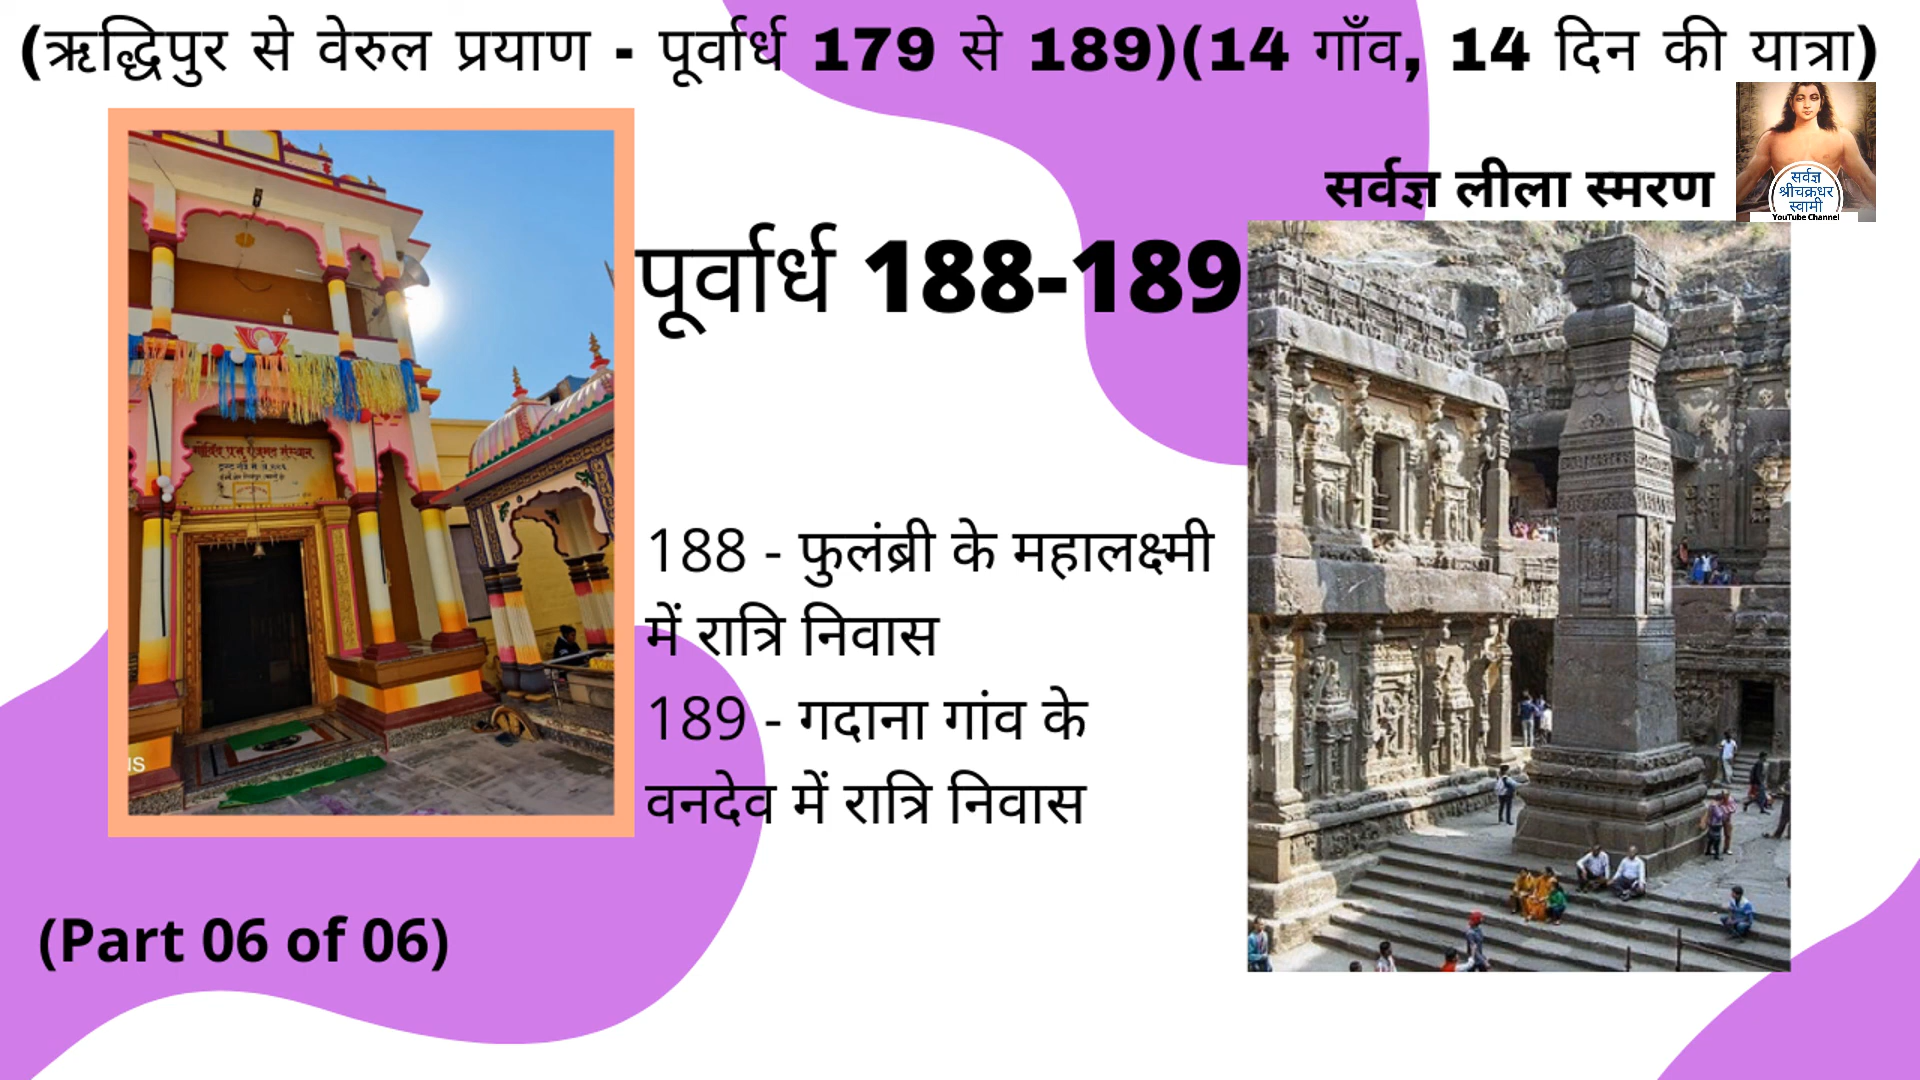 (ऋद्धिपुर से वेरुल प्रयाण - पूर्वार्ध 179 से 189)(14 गाँव, 14 दिन की यात्रा)
सर्वज्ञ लीला स्मरण
सर्वज्ञ
श्रीचक्रधर
स्वामी
YouTube Channel
पूर्वार्ध 188-189
188 - फुलंब्री के महालक्ष्मी
में रात्रि निवास
189 - गदाना गांव के
वनदेव में रात्रि निवास
(Part 06 of 06)